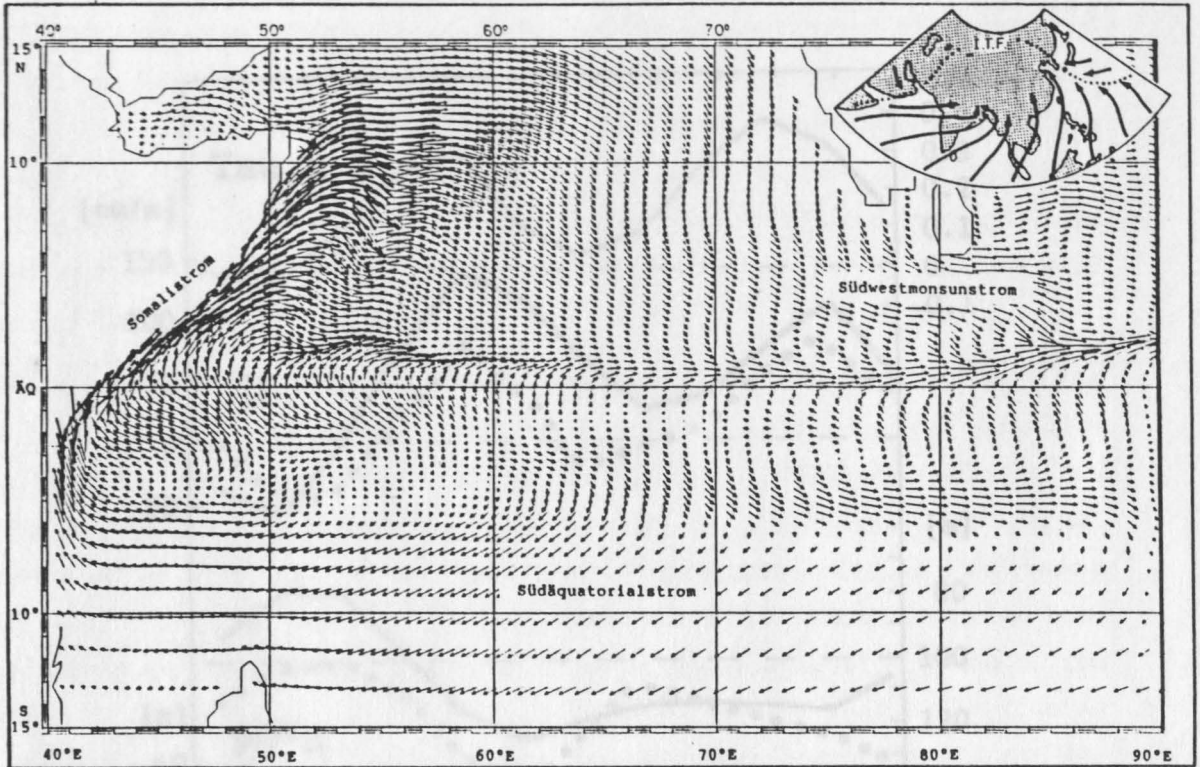 40° 50° 60° 70°
15°
N
I.T.F.
10°
Somalistrom
Südwestmonsunstrom
ÄQ
Südäquatorialstrom
10°
S
15°
40°E 50°E 60°E 70°E 80°E 90°E